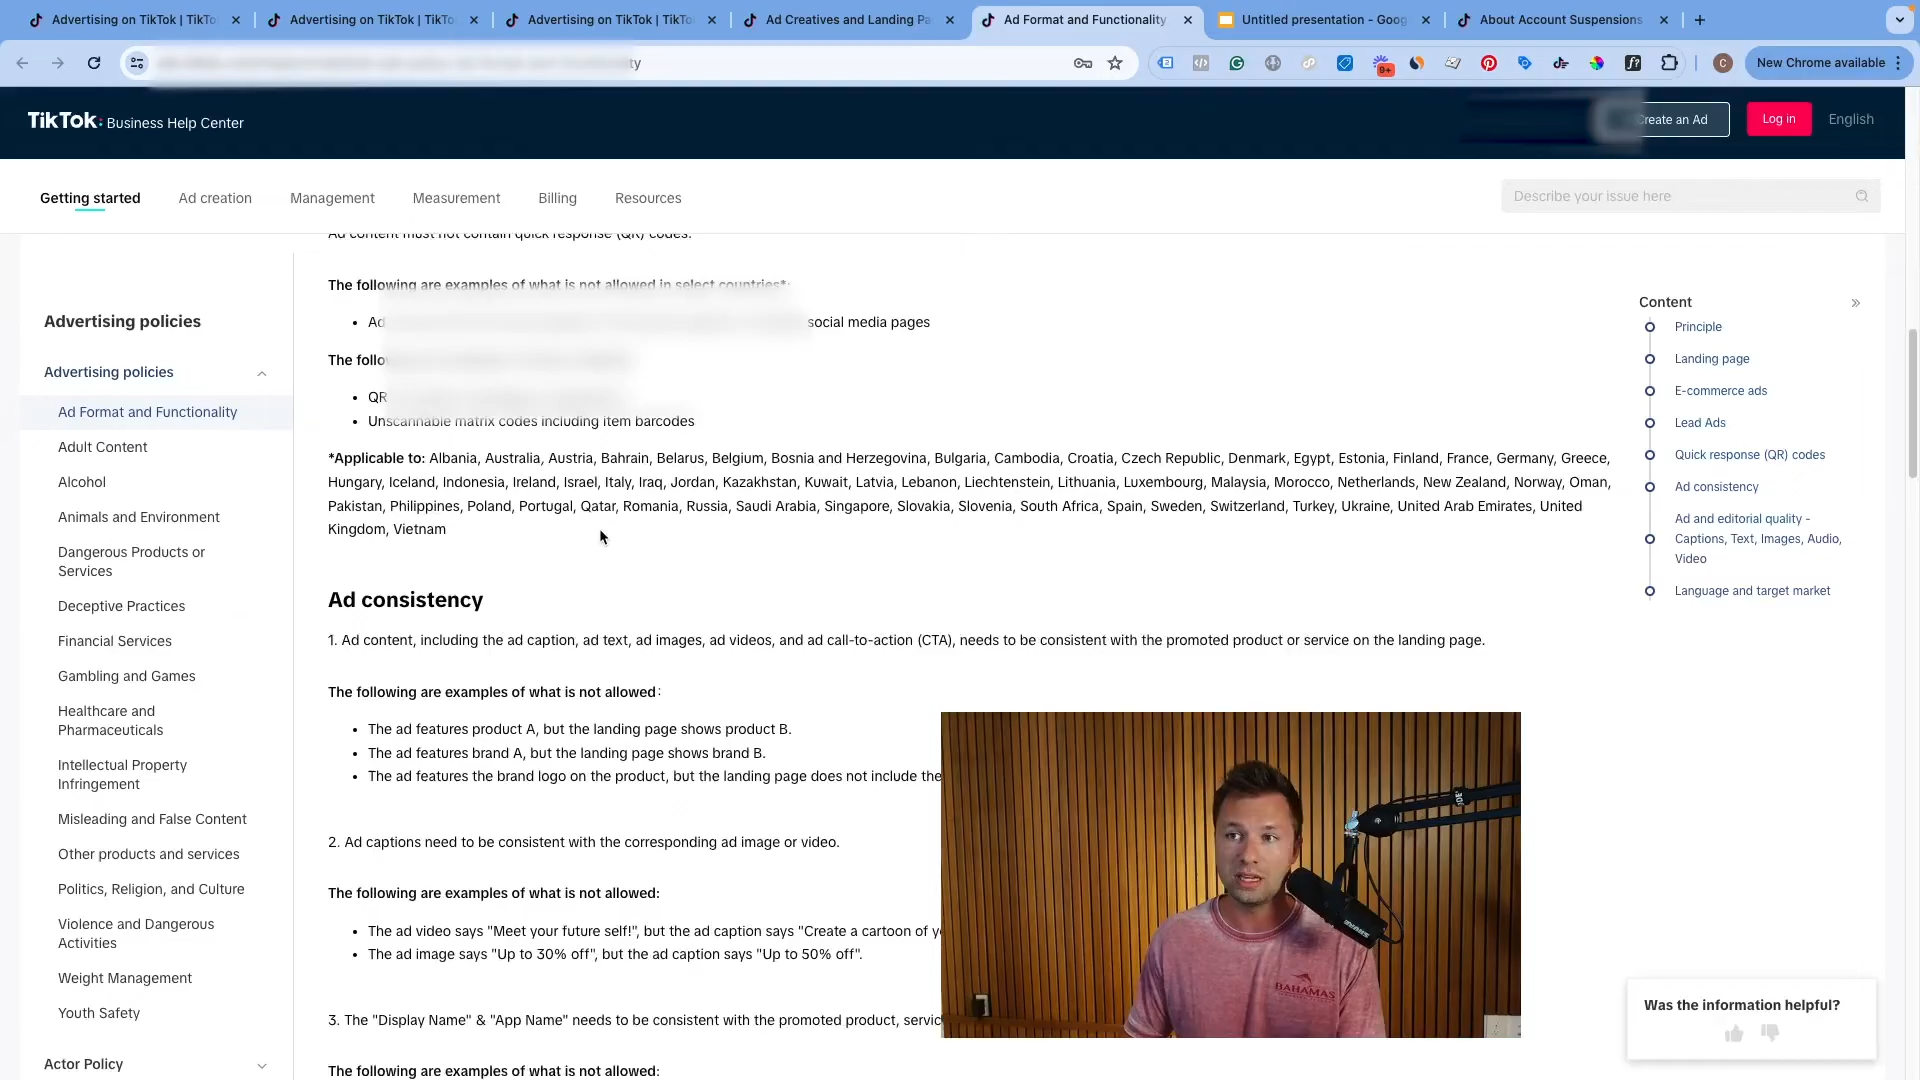 Advertising on TikTok | TikTo
Advertising on TikTok | TikTo
Advertising on TikTok | TikTo
Ad Creatives and Landing Pa
Ad Format and Functionality
Untitled presentation - Goog
About Account Suspensions
9+
C
New Chrome available
TikTok: Business Help Center
Create an Ad
Log in
English
Getting started
Ad creation
Management
Measurement
Billing
Resources
Describe your issue here
Advertising policies
Advertising policies
Ad Format and Functionality
Adult Content
Alcohol
Animals and Environment
Dangerous Products or
Services
Deceptive Practices
Financial Services
Gambling and Games
Healthcare and
Pharmaceuticals
Intellectual Property
Infringement
Misleading and False Content
Other products and services
Politics, Religion, and Culture
Violence and Dangerous
Activities
Weight Management
Youth Safety
Actor Policy
Ad content must not contain quick response (QR) codes.
The following are examples of what is not allowed in select countries*:
Ad social media pages
The follo
QR
Unscannable matrix codes including item barcodes
*Applicable to: Albania, Australia, Austria, Bahrain, Belarus, Belgium, Bosnia and Herzegovina, Bulgaria, Cambodia, Croatia, Czech Republic, Denmark, Egypt, Estonia, Finland, France, Germany, Greece,
Hungary, Iceland, Indonesia, Ireland, Israel, Italy, Iraq, Jordan, Kazakhstan, Kuwait, Latvia, Lebanon, Liechtenstein, Lithuania, Luxembourg, Malaysia, Morocco, Netherlands, New Zealand, Norway, Oman,
Pakistan, Philippines, Poland, Portugal, Qatar, Romania, Russia, Saudi Arabia, Singapore, Slovakia, Slovenia, South Africa, Spain, Sweden, Switzerland, Turkey, Ukraine, United Arab Emirates, United
Kingdom, Vietnam
Ad consistency
1. Ad content, including the ad caption, ad text, ad images, ad videos, and ad call-to-action (CTA), needs to be consistent with the promoted product or service on the landing page.
The following are examples of what is not allowed:
The ad features product A, but the landing page shows product B.
The ad features brand A, but the landing page shows brand B.
The ad features the brand logo on the product, but the landing page does not include the
2. Ad captions need to be consistent with the corresponding ad image or video.
The following are examples of what is not allowed:
The ad video says "Meet your future self!", but the ad caption says "Create a cartoon of y
The ad image says "Up to 30% off", but the ad caption says "Up to 50% off".
3. The "Display Name" & "App Name" needs to be consistent with the promoted product, servic
The following are examples of what is not allowed:
Content
Principle
Landing page
E-commerce ads
Lead Ads
Quick response (QR) codes
Ad consistency
Ad and editorial quality -
Captions, Text, Images, Audio,
Video
Language and target market
BAHAMAS
Was the information helpful?